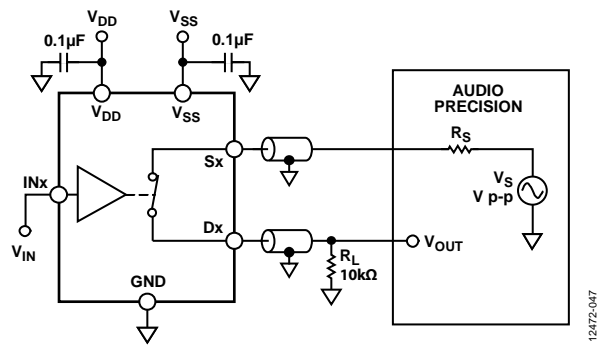 VDD
VSS
0.1µF
0.1µF
VDD
VSS
AUDIO
PRECISION
RS
Sx
VS
V p-p
INx
Dx
VOUT
VIN
RL
10kΩ
GND
12472-047